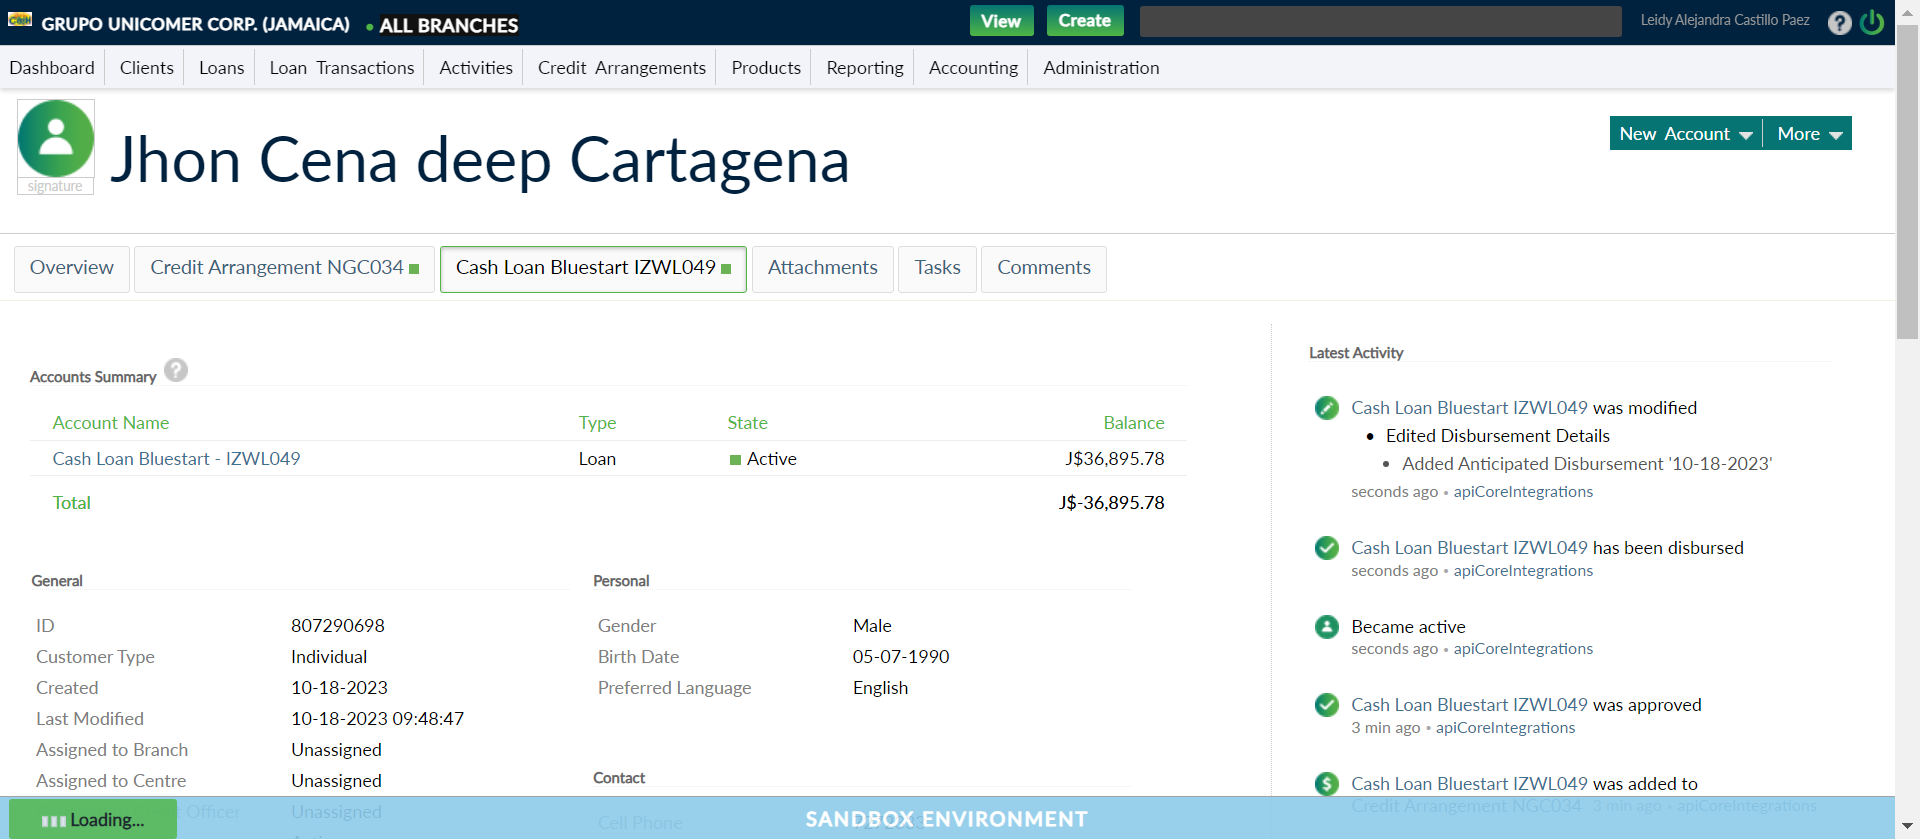 GRUPO UNICOMER CORP. (JAMAICA) • ALL BRANCHES View Create Leidy Alejandra Castillo Paez ?
Dashboard Clients Loans Loan Transactions Activities Credit Arrangements Products Reporting Accounting Administration
signature
Jhon Cena deep Cartagena
New Account More
Overview Credit Arrangement NGC034 Cash Loan Bluestart IZWL049 Attachments Tasks Comments
Accounts Summary ?
Account Name Type State Balance
Cash Loan Bluestart - IZWL049 Loan Active J$36,895.78
Total J$-36,895.78
General
ID 807290698
Customer Type Individual
Created 10-18-2023
Last Modified 10-18-2023 09:48:47
Assigned to Branch Unassigned
Assigned to Centre Unassigned
Officer Unassigned
Personal
Gender Male
Birth Date 05-07-1990
Preferred Language English
Contact
Cell Phone
Latest Activity
Cash Loan Bluestart IZWL049 was modified
• Edited Disbursement Details
• Added Anticipated Disbursement '10-18-2023'
seconds ago • apiCoreIntegrations
Cash Loan Bluestart IZWL049 has been disbursed
seconds ago • apiCoreIntegrations
Became active
seconds ago • apiCoreIntegrations
Cash Loan Bluestart IZWL049 was approved
3 min ago • apiCoreIntegrations
Cash Loan Bluestart IZWL049 was added to
Credit Arrangement NGC034 3 min ago • apiCoreIntegrations
Loading...
SANDBOX ENVIRONMENT